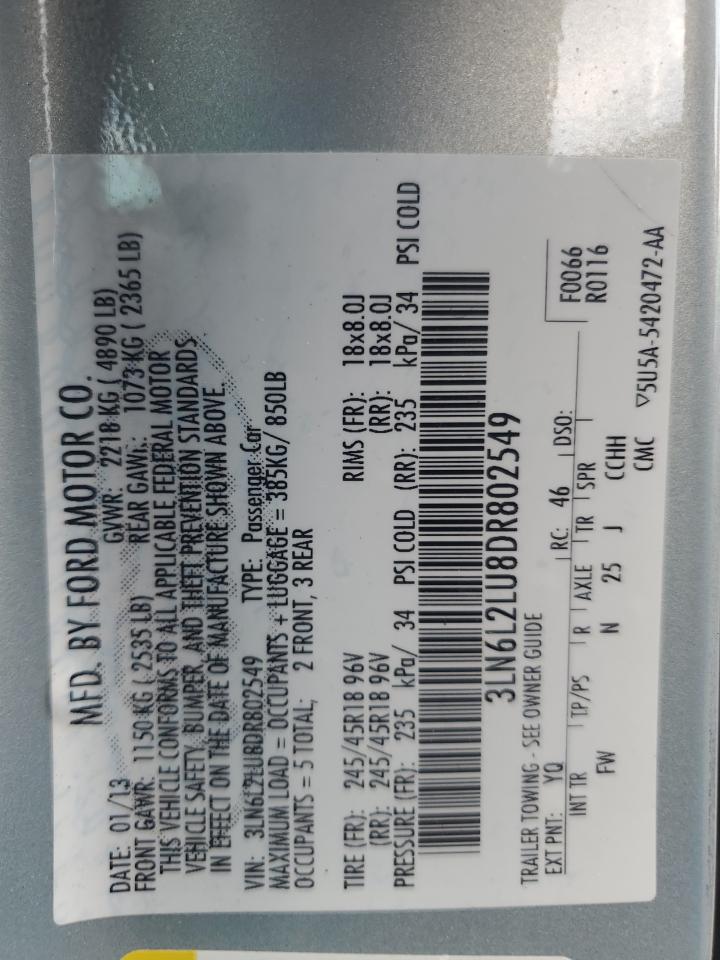 MFD. BY FORD MOTOR CO.
DATE: 01/13 GVWR: 2218 KG ( 4890 LB)
FRONT GAWR: 1150 KG ( 2535 LB) REAR GAWR: 1073 KG ( 2365 LB)
THIS VEHICLE CONFORMS TO ALL APPLICABLE FEDERAL MOTOR
VEHICLE SAFETY, BUMPER, AND THEFT PREVENTION STANDARDS
IN EFFECT ON THE DATE OF MANUFACTURE SHOWN ABOVE.
VIN: 3LN6L2LU8DR802549 TYPE: Passenger Car
MAXIMUM LOAD = OCCUPANTS + LUGGAGE = 385KG/ 850LB
OCCUPANTS = 5 TOTAL; 2 FRONT, 3 REAR
TIRE (FR): 245/45R18 96V RIMS (FR): 18x8.0J
(RR): 245/45R18 96V (RR): 18x8.0J
PRESSURE (FR): 235 kPa/ 34 PSI COLD (RR): 235 kPa/ 34 PSI COLD
3LN6L2LU8DR802549
TRAILER TOWING - SEE OWNER GUIDE
F0066
EXT PNT: YQ RC: 46 DSO: R0116
INT TR TP/PS R AXLE TR SPR
FW N 25 J CCHH
CMC ▽5U5A-5420472-AA